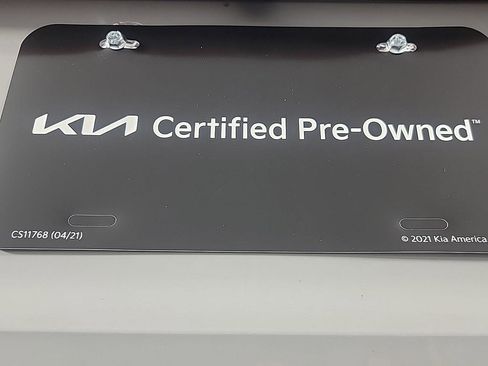 KIA Certified Pre-Owned™
CS11768 (04/21)
© 2021 Kia America